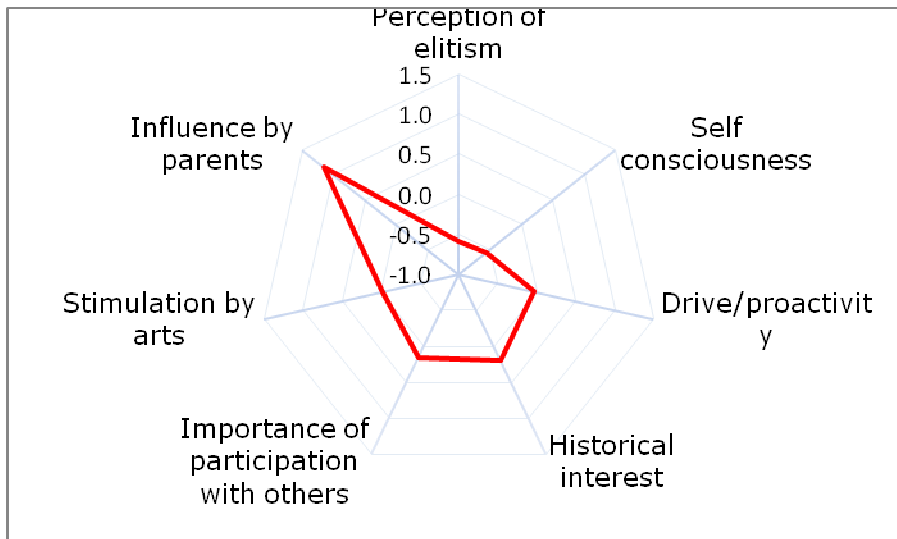 Perception of
elitism
1.5
1.0
0.5
0.0
-0.5
-1.0
Self
consciousness
Drive/proactivit
y
Historical
interest
Importance of
participation
with others
Stimulation by
arts
Influence by
parents